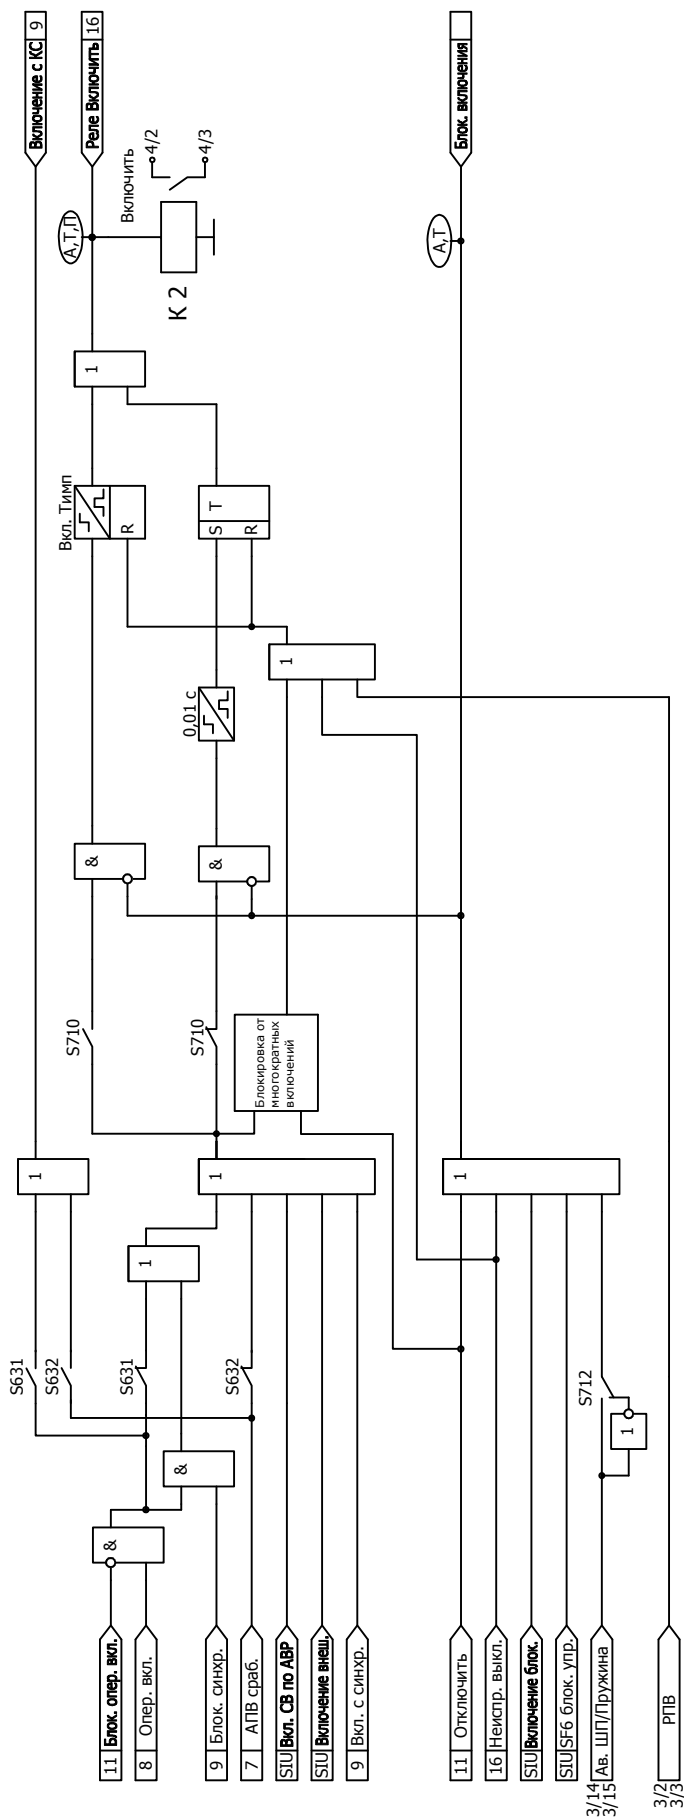 11 Блок. опер. вкл.
8 Опер. вкл.
9 Блок. синхр.
7 АПВ сраб.
SIU Вкл. СВ по АВР
SIU Включение внеш.
9 Вкл. с синхр.
11 Отключить
16 Неиспр. выкл.
SIU Включение блок.
SIU SF6 блок. упр.
3/14
3/15
Ав. ШП/Пружина
3/2
3/3
РПВ
&
&
S631
S632
S631
S632
S712
1
1
1
1
1
S710
S710
Блокировка от
многократных
включений
&
&
0,01 с
1
Вкл. Тимп
R
S T
R
1
К 2
Включить
4/2
4/3
А,Т,П
А,Т
Включение с КС 9
Реле Включить 16
Блок. включения